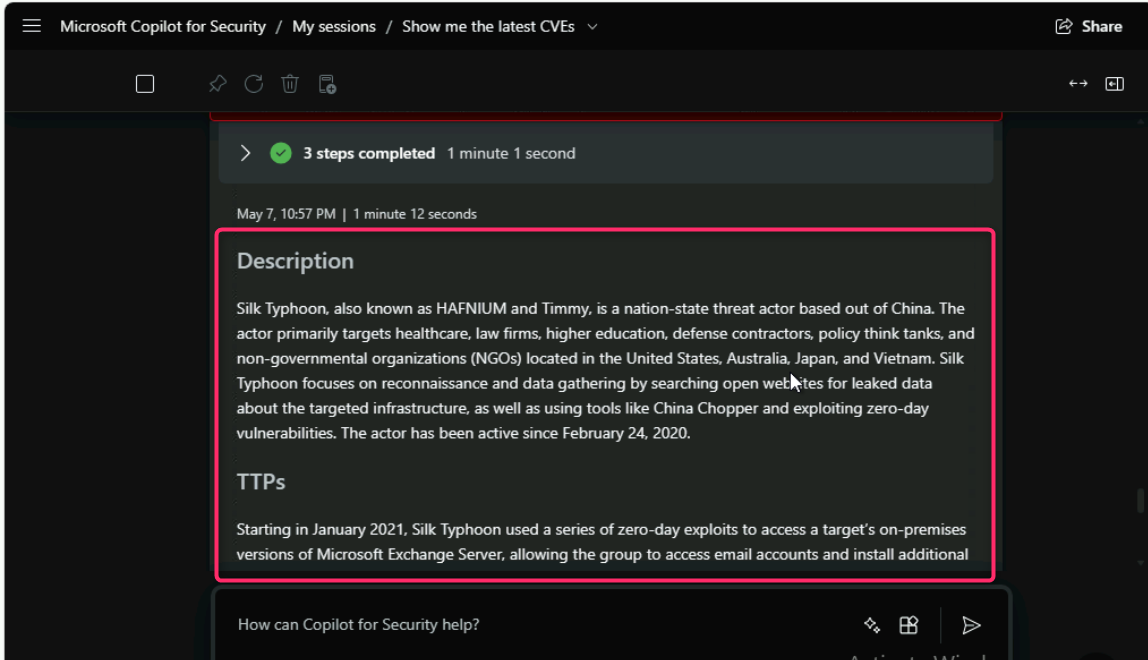 Microsoft Copilot for Security / My sessions / Show me the latest CVEs
Share
3 steps completed 1 minute 1 second
May 7, 10:57 PM | 1 minute 12 seconds
Description
Silk Typhoon, also known as HAFNIUM and Timmy, is a nation-state threat actor based out of China. The
actor primarily targets healthcare, law firms, higher education, defense contractors, policy think tanks, and
non-governmental organizations (NGOs) located in the United States, Australia, Japan, and Vietnam. Silk
Typhoon focuses on reconnaissance and data gathering by searching open websites for leaked data
about the targeted infrastructure, as well as using tools like China Chopper and exploiting zero-day
vulnerabilities. The actor has been active since February 24, 2020.
TTPs
Starting in January 2021, Silk Typhoon used a series of zero-day exploits to access a target's on-premises
versions of Microsoft Exchange Server, allowing the group to access email accounts and install additional
How can Copilot for Security help?